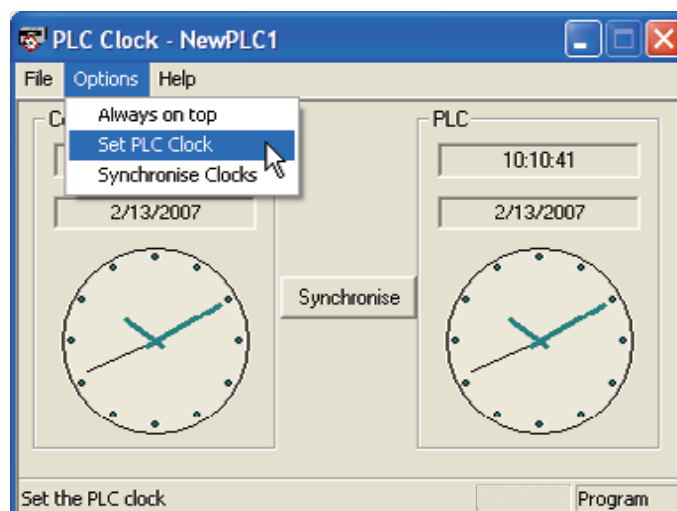 PLC Clock - NewPLC1
File Options Help
Always on top
Set PLC Clock
Synchronise Clocks
2/13/2007
PLC
10:10:41
2/13/2007
Synchronise
Set the PLC clock
Program